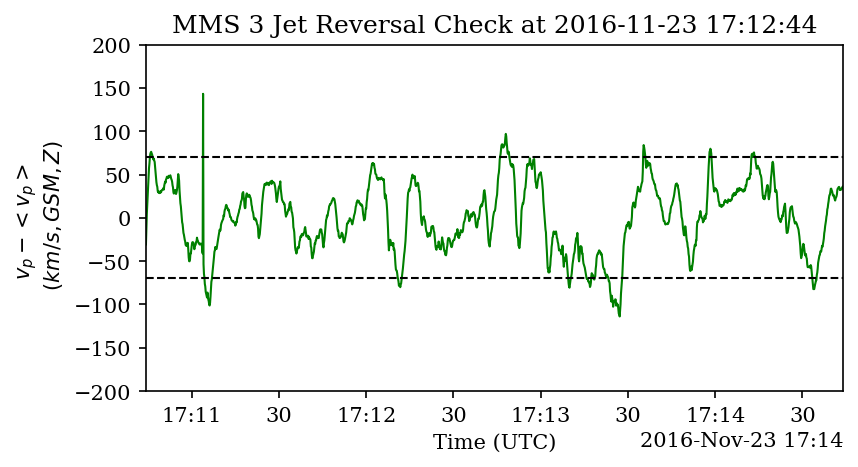 MMS 3 Jet Reversal Check at 2016-11-23 17:12:44
v_p − < v_p >
(km/s, GSM, Z)
200
150
100
50
0
−50
−100
−150
−200
17:11 30 17:12 30 17:13 30 17:14 30
Time (UTC) 2016-Nov-23 17:14